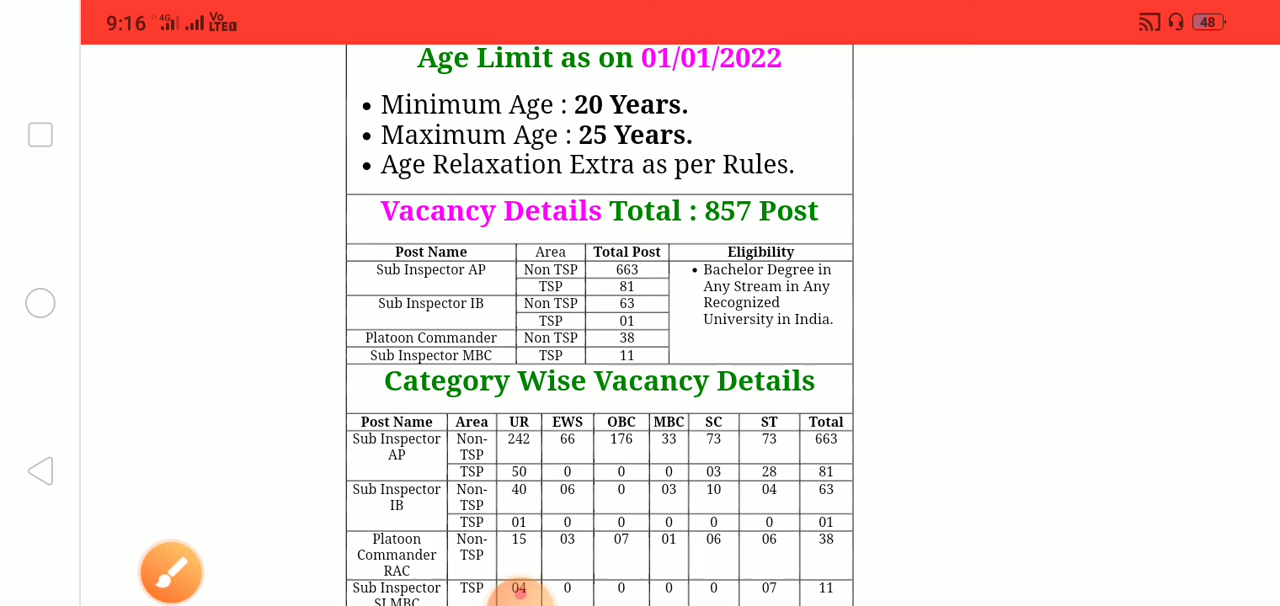 9:16 4G Vo LTE 48
Age Limit as on 01/01/2022
• Minimum Age : 20 Years.
• Maximum Age : 25 Years.
• Age Relaxation Extra as per Rules.
Vacancy Details Total : 857 Post
Post Name Area Total Post Eligibility
Sub Inspector AP Non TSP 663 • Bachelor Degree in
TSP 81 Any Stream in Any
Sub Inspector IB Non TSP 63 Recognized
TSP 01 University in India.
Platoon Commander Non TSP 38
Sub Inspector MBC TSP 11
Category Wise Vacancy Details
Post Name Area UR EWS OBC MBC SC ST Total
Sub Inspector Non- 242 66 176 33 73 73 663
AP TSP
TSP 50 0 0 0 03 28 81
Sub Inspector Non- 40 06 0 03 10 04 63
IB TSP
TSP 01 0 0 0 0 0 01
Platoon Non- 15 03 07 01 06 06 38
Commander TSP
RAC
Sub Inspector TSP 04 0 0 0 0 07 11
SI MBC